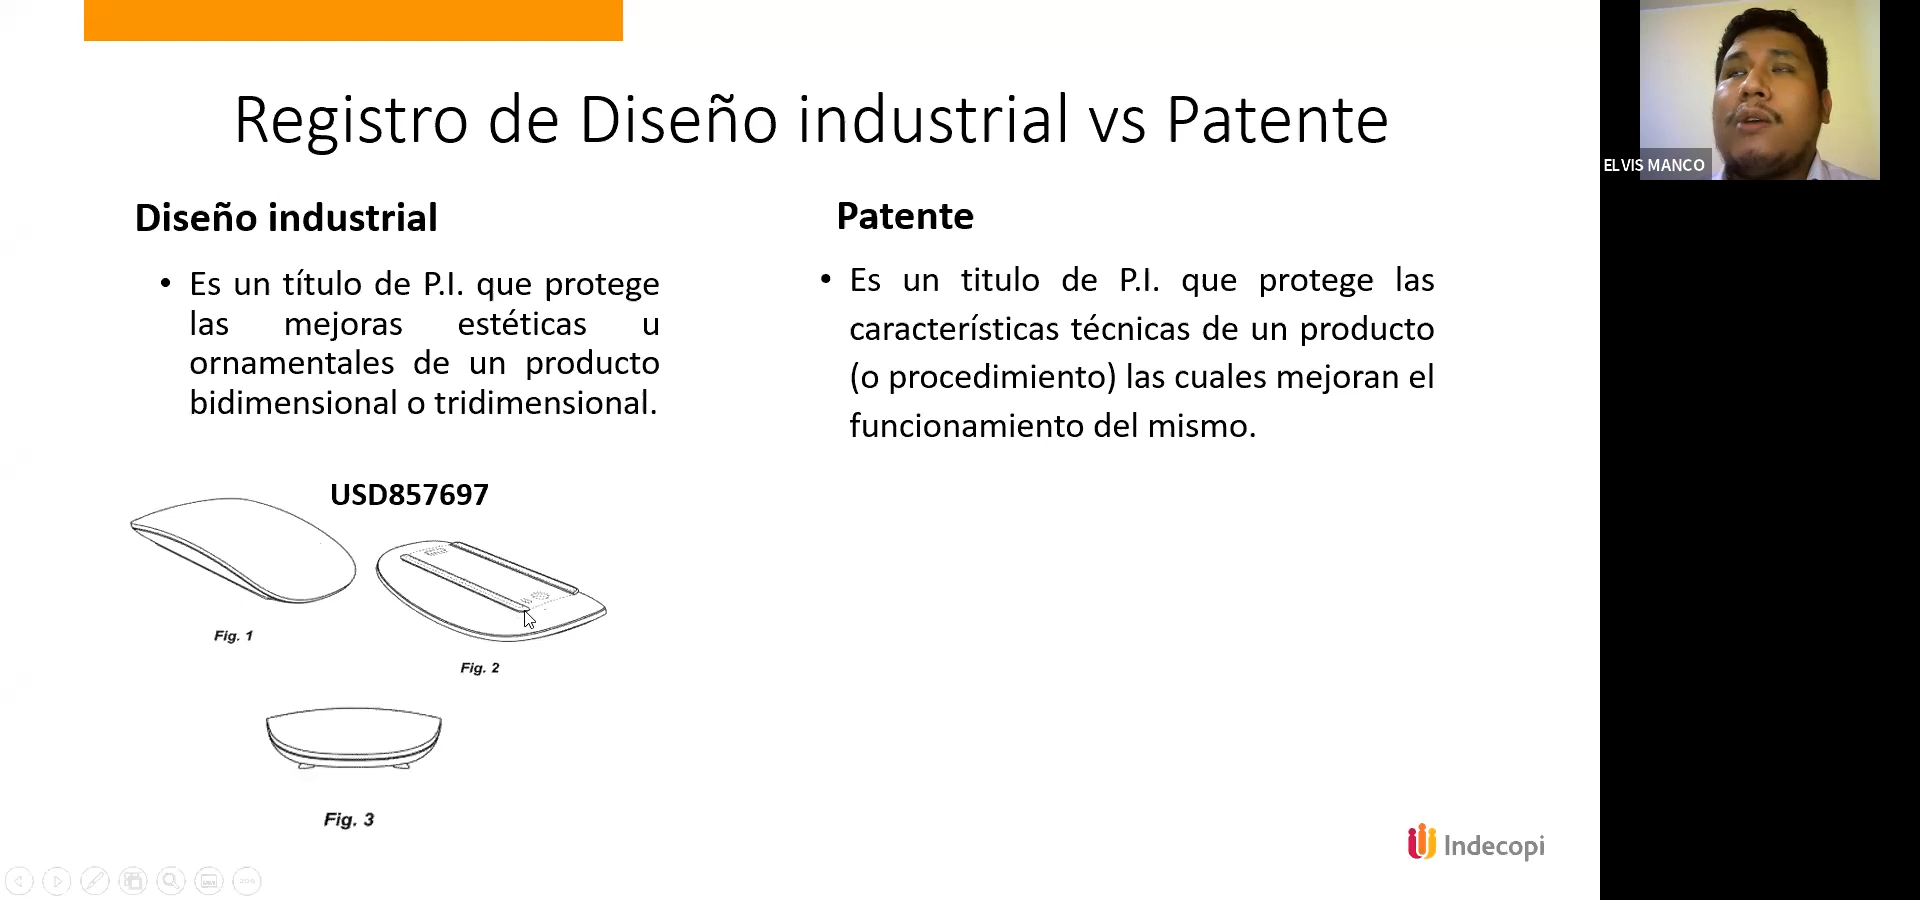 Registro de Diseño industrial vs Patente
ELVIS MANCO
Diseño industrial
• Es un título de P.I. que protege
las mejoras estéticas u
ornamentales de un producto
bidimensional o tridimensional.
Patente
• Es un titulo de P.I. que protege las
características técnicas de un producto
(o procedimiento) las cuales mejoran el
funcionamiento del mismo.
USD857697
Fig. 1
Fig. 2
Fig. 3
Indecopi